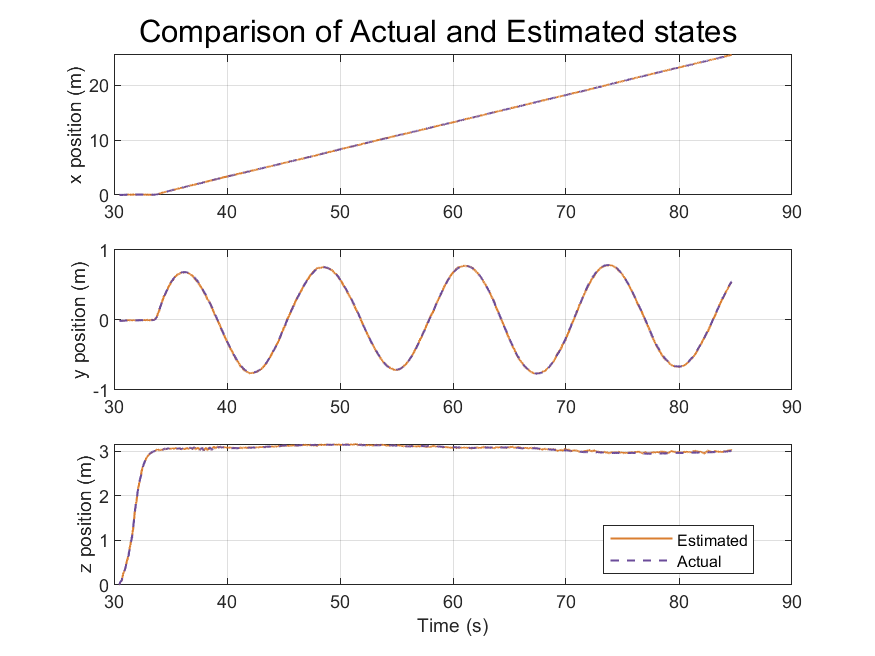 Comparison of Actual and Estimated states
x position (m)
20
10
0
30 40 50 60 70 80 90
y position (m)
1
0
-1
30 40 50 60 70 80 90
z position (m)
3
2
1
0
Estimated
Actual
30 40 50 60 70 80 90
Time (s)